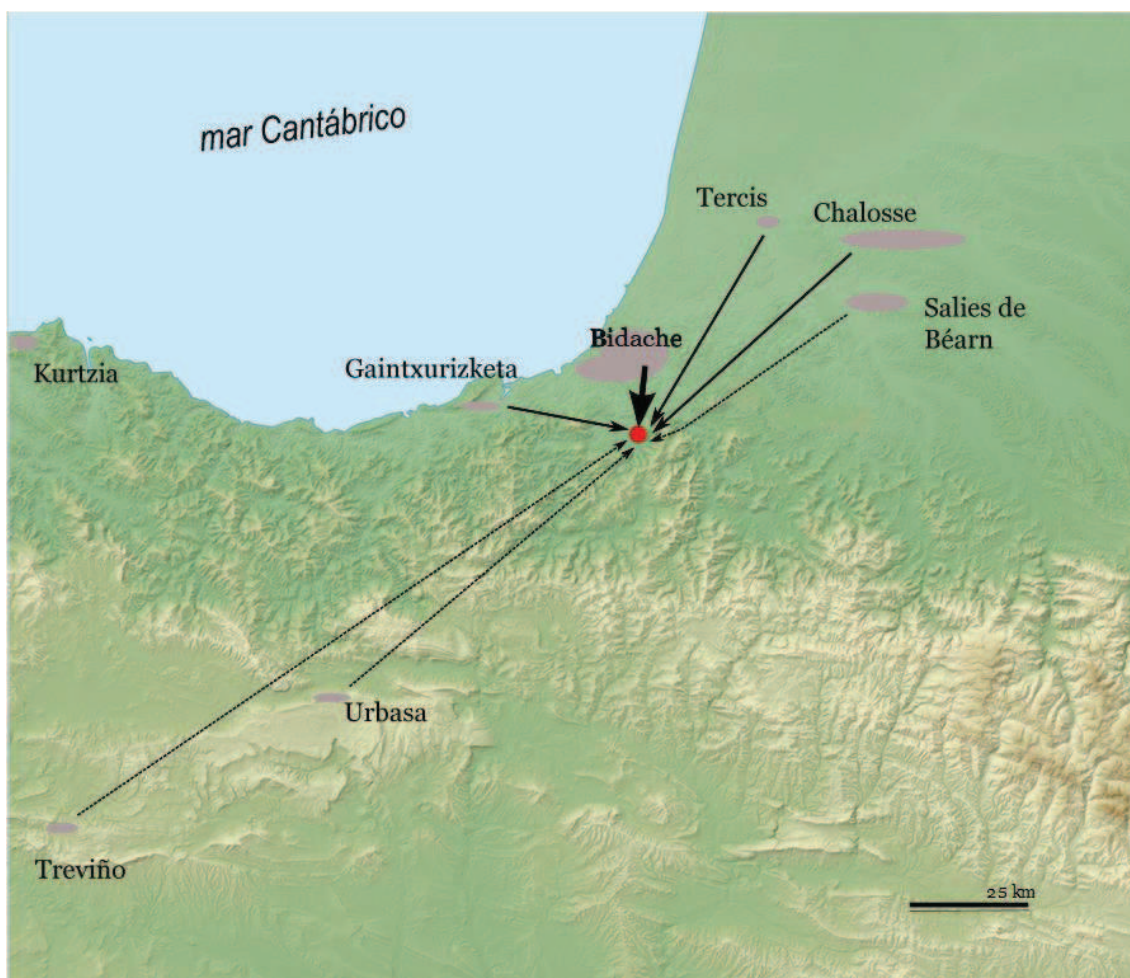 mar Cantábrico
Tercis
Chalosse
Salies de
Béarn
Bidache
Gaintxurizketa
Kurtzia
Urbasa
Treviño
25 km